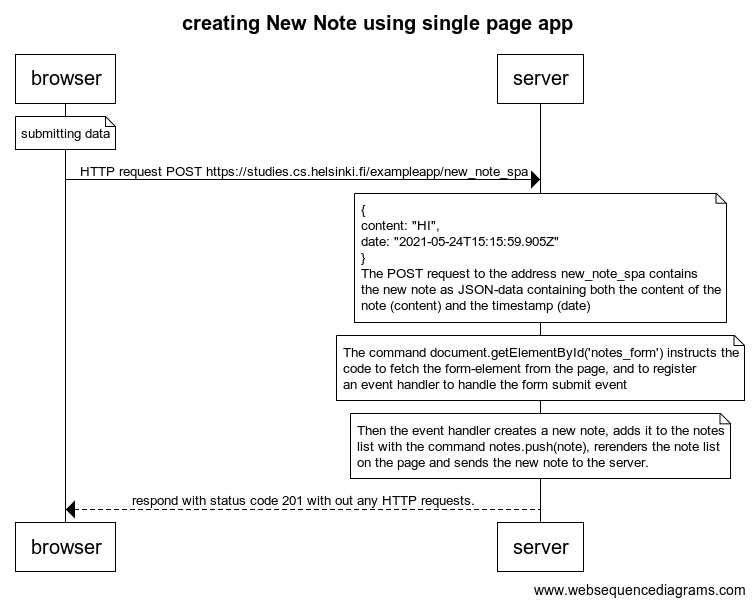 creating New Note using single page app
browser
server
submitting data
HTTP request POST https://studies.cs.helsinki.fi/exampleapp/new_note_spa
{
content: "HI",
date: "2021-05-24T15:15:59.905Z"
}
The POST request to the address new_note_spa contains
the new note as JSON-data containing both the content of the
note (content) and the timestamp (date)
The command document.getElementById('notes_form') instructs the
code to fetch the form-element from the page, and to register
an event handler to handle the form submit event
Then the event handler creates a new note, adds it to the notes
list with the command notes.push(note), rerenders the note list
on the page and sends the new note to the server.
respond with status code 201 with out any HTTP requests.
browser
server
www.websequencediagrams.com